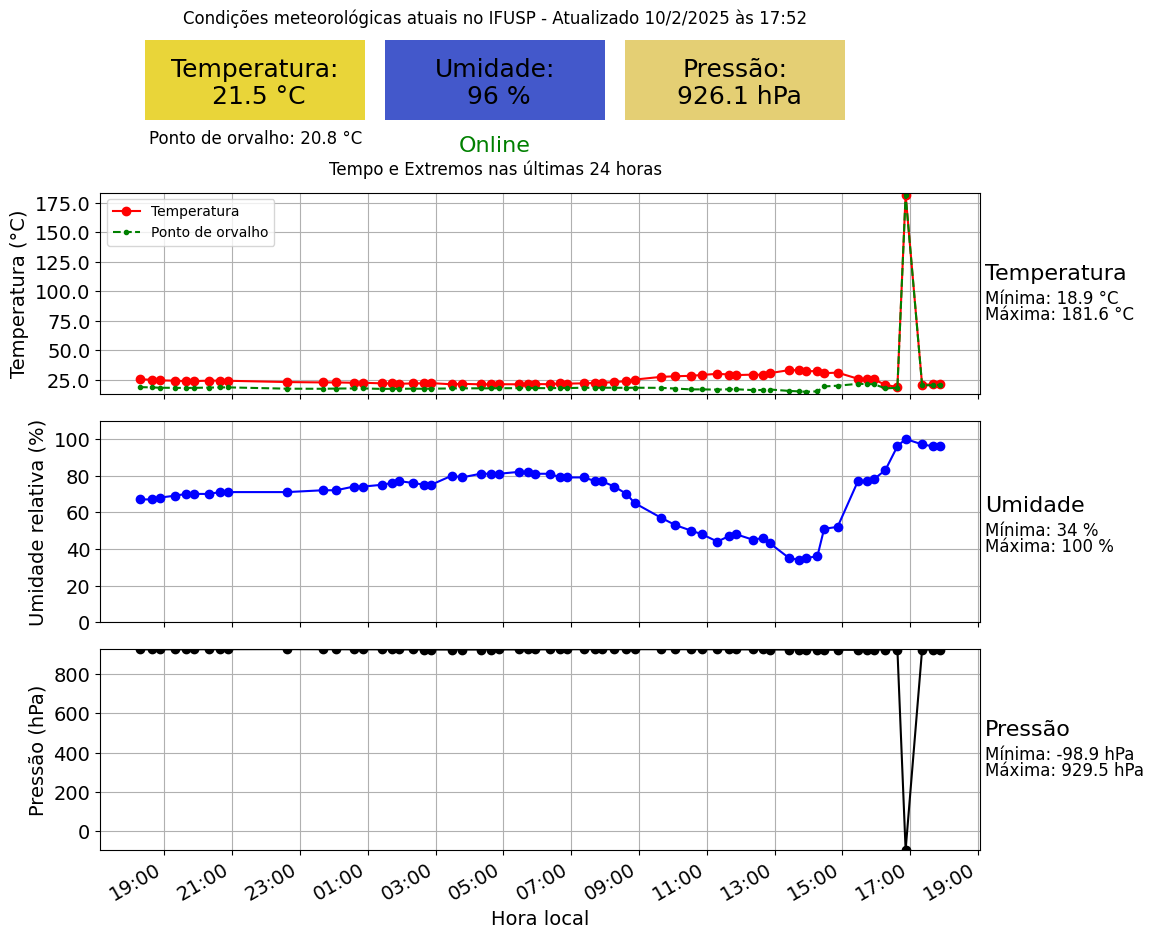 Condições meteorológicas atuais no IFUSP - Atualizado 10/2/2025 às 17:52
Temperatura:
21.5 °C
Umidade:
96 %
Pressão:
926.1 hPa
Ponto de orvalho: 20.8 °C
Online
Tempo e Extremos nas últimas 24 horas
Temperatura (°C)
175.0
150.0
125.0
100.0
75.0
50.0
25.0
Temperatura
Ponto de orvalho
Temperatura
Mínima: 18.9 °C
Máxima: 181.6 °C
Umidade relativa (%)
100
80
60
40
20
0
Umidade
Mínima: 34 %
Máxima: 100 %
Pressão (hPa)
800
600
400
200
0
Pressão
Mínima: -98.9 hPa
Máxima: 929.5 hPa
19:00 21:00 23:00 01:00 03:00 05:00 07:00 09:00 11:00 13:00 15:00 17:00 19:00
Hora local